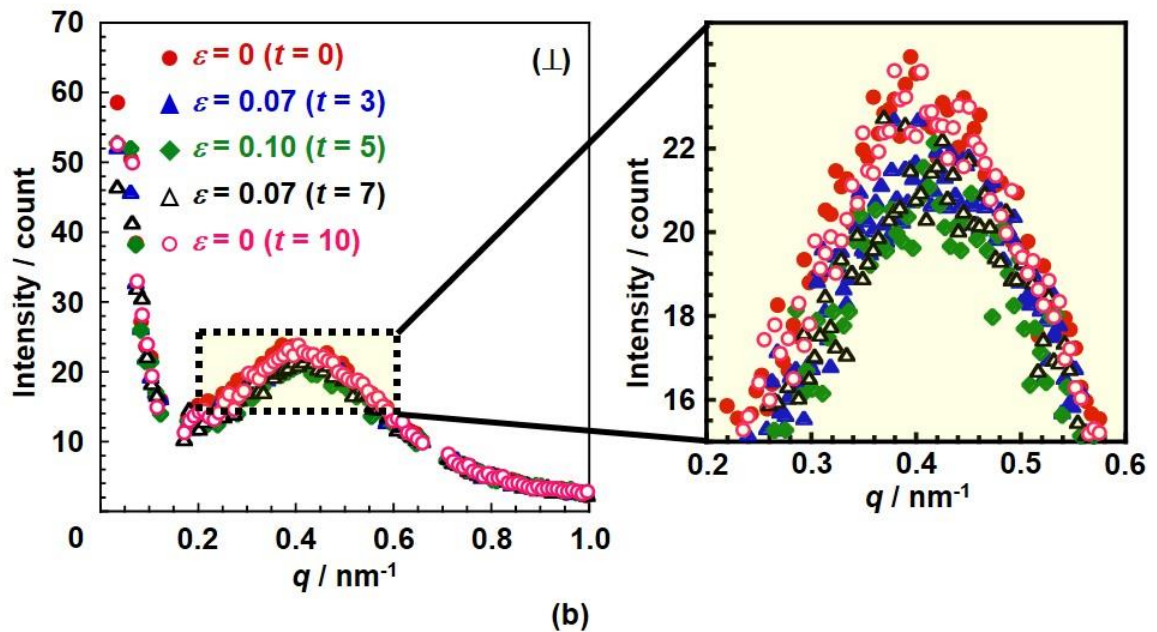 70
60
50
40
30
20
10
0
Intensity / count
ε = 0 (t = 0)
(⊥)
ε = 0.07 (t = 3)
ε = 0.10 (t = 5)
ε = 0.07 (t = 7)
ε = 0 (t = 10)
0.2 0.4 0.6 0.8 1.0
q / nm-1
22
20
18
16
Intensity / count
0.2 0.3 0.4 0.5 0.6
q / nm-1
(b)